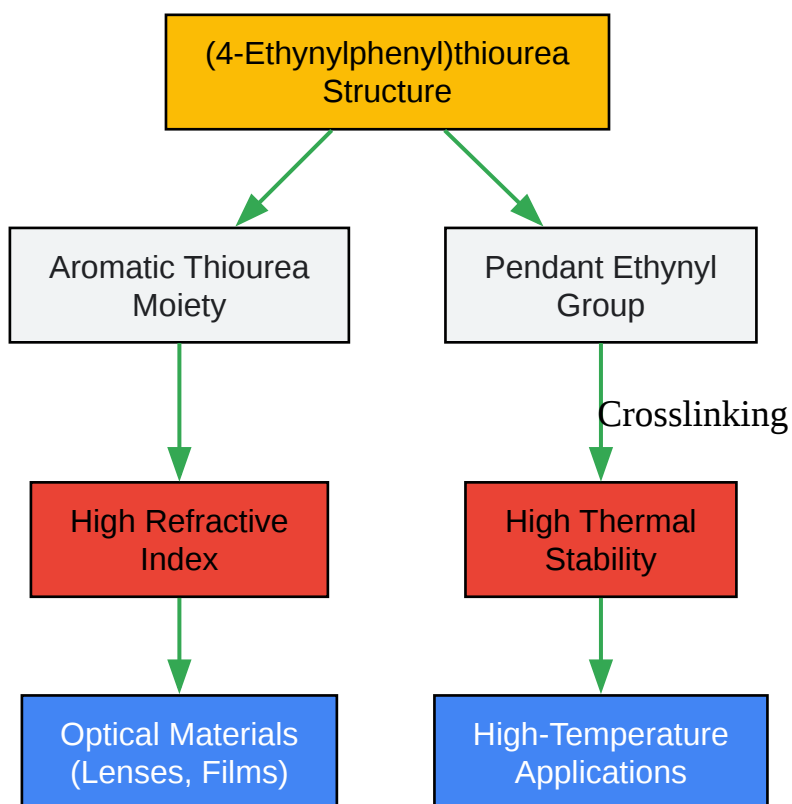 (4-Ethynylphenyl)thiourea
Structure
Aromatic Thiourea
Moiety
Pendant Ethynyl
Group
Crosslinking
High Refractive
Index
High Thermal
Stability
Optical Materials
(Lenses, Films)
High-Temperature
Applications